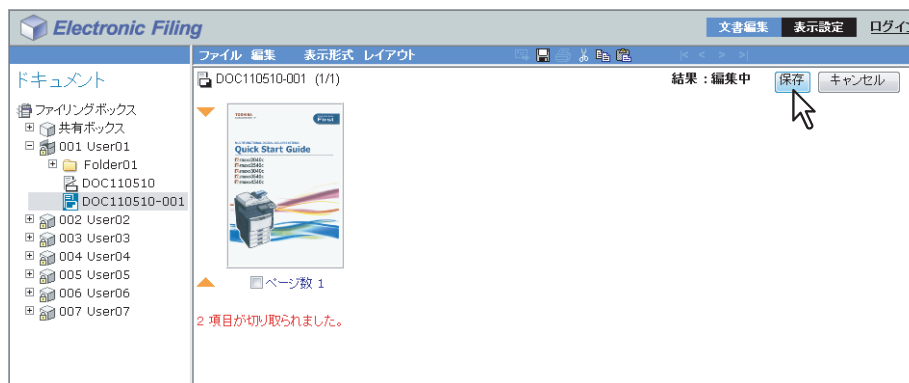 Electronic Filing
文書編集 表示設定 ログイン
ファイル 編集 表示形式 レイアウト |< < > >|
ドキュメント
DOC110510-001 (1/1) 結果 : 編集中 保存 キャンセル
ファイリングボックス
共有ボックス
001 User01
Folder01
DOC110510
DOC110510-001
002 User02
003 User03
004 User04
005 User05
006 User06
007 User07
TOSHIBA
Quick Start Guide
ページ数 1
2 項目が切り取られました。